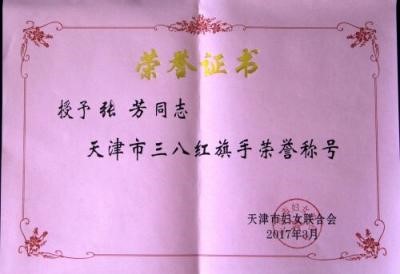 荣誉证书
授予张 芳同志
天津市三八红旗手荣誉称号
天津市妇女联合会
2017年3月